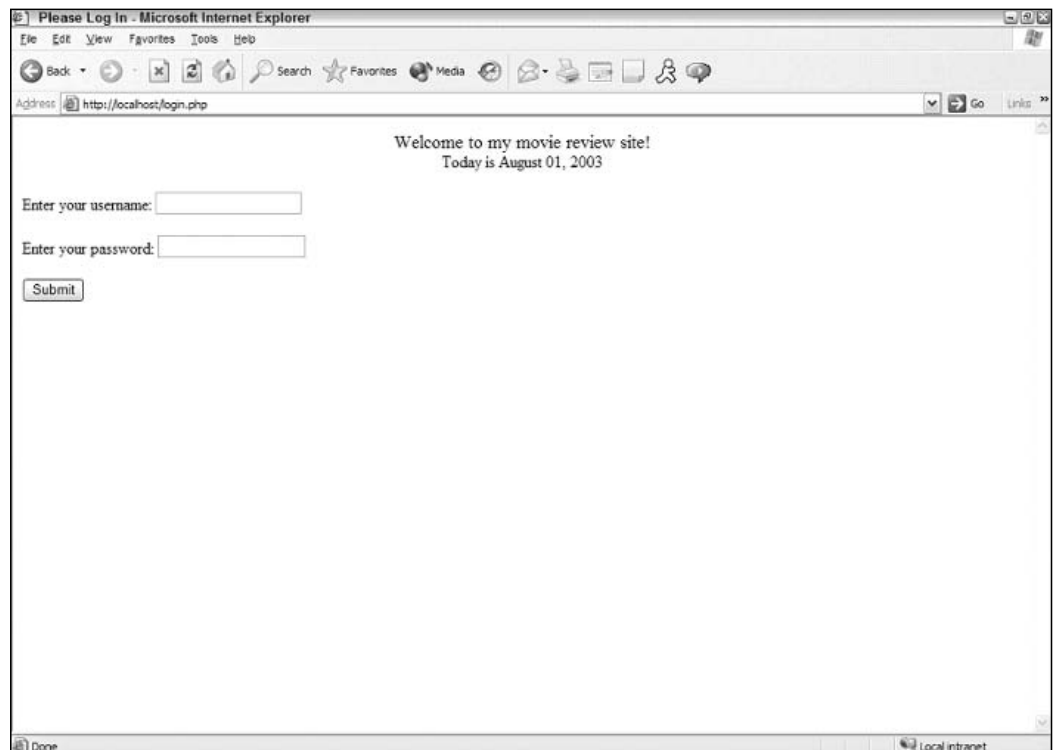 Please Log In - Microsoft Internet Explorer
File Edit View Favorites Tools Help
Back Search Favorites Media
Address http://localhost/login.php Go Links »
Welcome to my movie review site!
Today is August 01, 2003
Enter your username:
Enter your password:
Submit
Done Local intranet